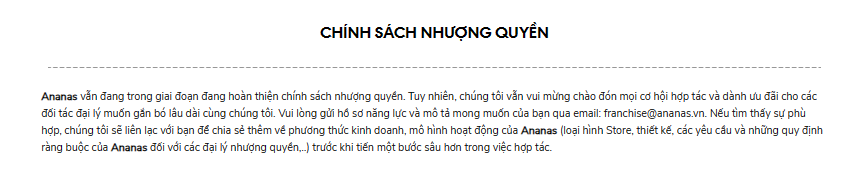 CHÍNH SÁCH NHƯỢNG QUYỀN
Ananas vẫn đang trong giai đoạn đang hoàn thiện chính sách nhượng quyền. Tuy nhiên, chúng tôi vẫn vui mừng chào đón mọi cơ hội hợp tác và dành ưu đãi cho các
đối tác đại lý muốn gắn bó lâu dài cùng chúng tôi. Vui lòng gửi hồ sơ năng lực và mô tả mong muốn của bạn qua email: franchise@ananas.vn. Nếu tìm thấy sự phù
hợp, chúng tôi sẽ liên lạc với bạn để chia sẻ thêm về phương thức kinh doanh, mô hình hoạt động của Ananas (loại hình Store, thiết kế, các yêu cầu và những quy định
ràng buộc của Ananas đối với các đại lý nhượng quyền,..) trước khi tiến một bước sâu hơn trong việc hợp tác.